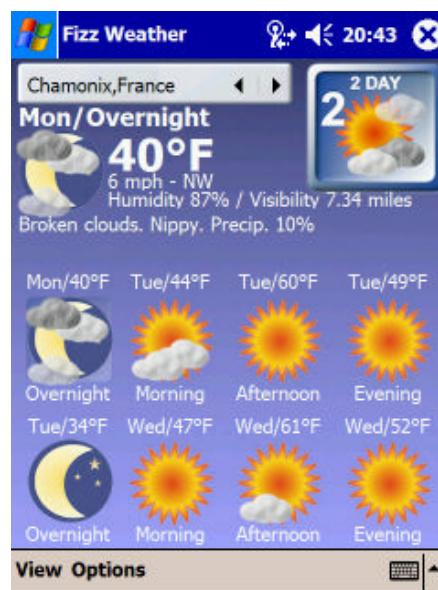 Fizz Weather 20:43
Chamonix,France
2 DAY
2
Mon/Overnight
40°F
6 mph - NW
Humidity 87% / Visibility 7.34 miles
Broken clouds. Nippy. Precip. 10%
Mon/40°F Tue/44°F Tue/60°F Tue/49°F
Overnight Morning Afternoon Evening
Tue/34°F Wed/47°F Wed/61°F Wed/52°F
Overnight Morning Afternoon Evening
View Options